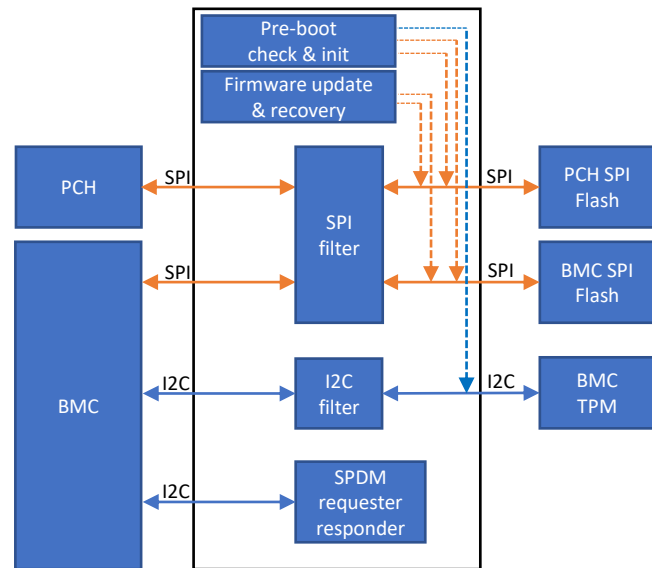 Pre-boot
check & init
Firmware update
& recovery
PCH
SPI
SPI
filter
SPI
PCH SPI
Flash
BMC
SPI
SPI
BMC SPI
Flash
I2C
I2C
filter
I2C
BMC
TPM
I2C
SPDM
requester
responder